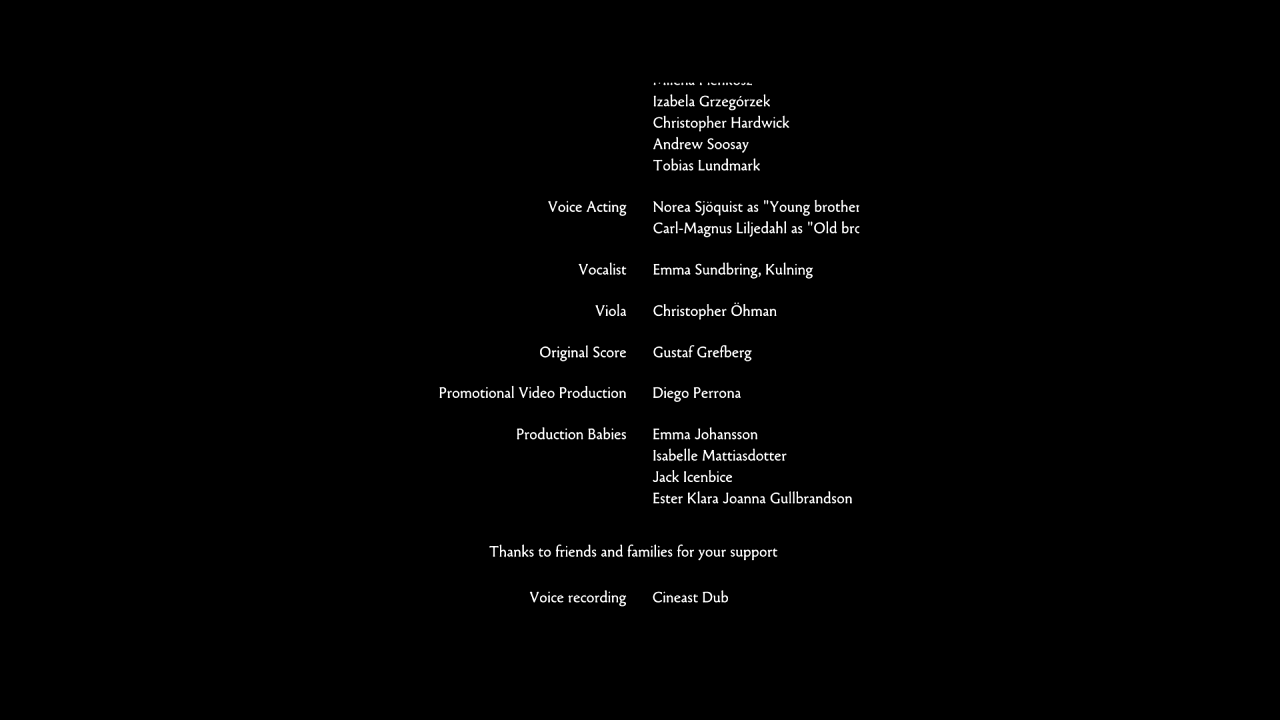 Izabela Grzegórzek
Christopher Hardwick
Andrew Soosay
Tobias Lundmark
Voice Acting Norea Sjöquist as "Young brother
Carl-Magnus Liljedahl as "Old
Vocalist Emma Sundbring, Kulning
Viola Christopher Öhman
Original Score Gustaf Grefberg
Promotional Video Production Diego Perrona
Production Babies Emma Johansson
Isabelle Mattiasdotter
Jack Icenbice
Ester Klara Joanna Gullbrandson
Thanks to friends and families for your support
Voice recording Cineast Dub